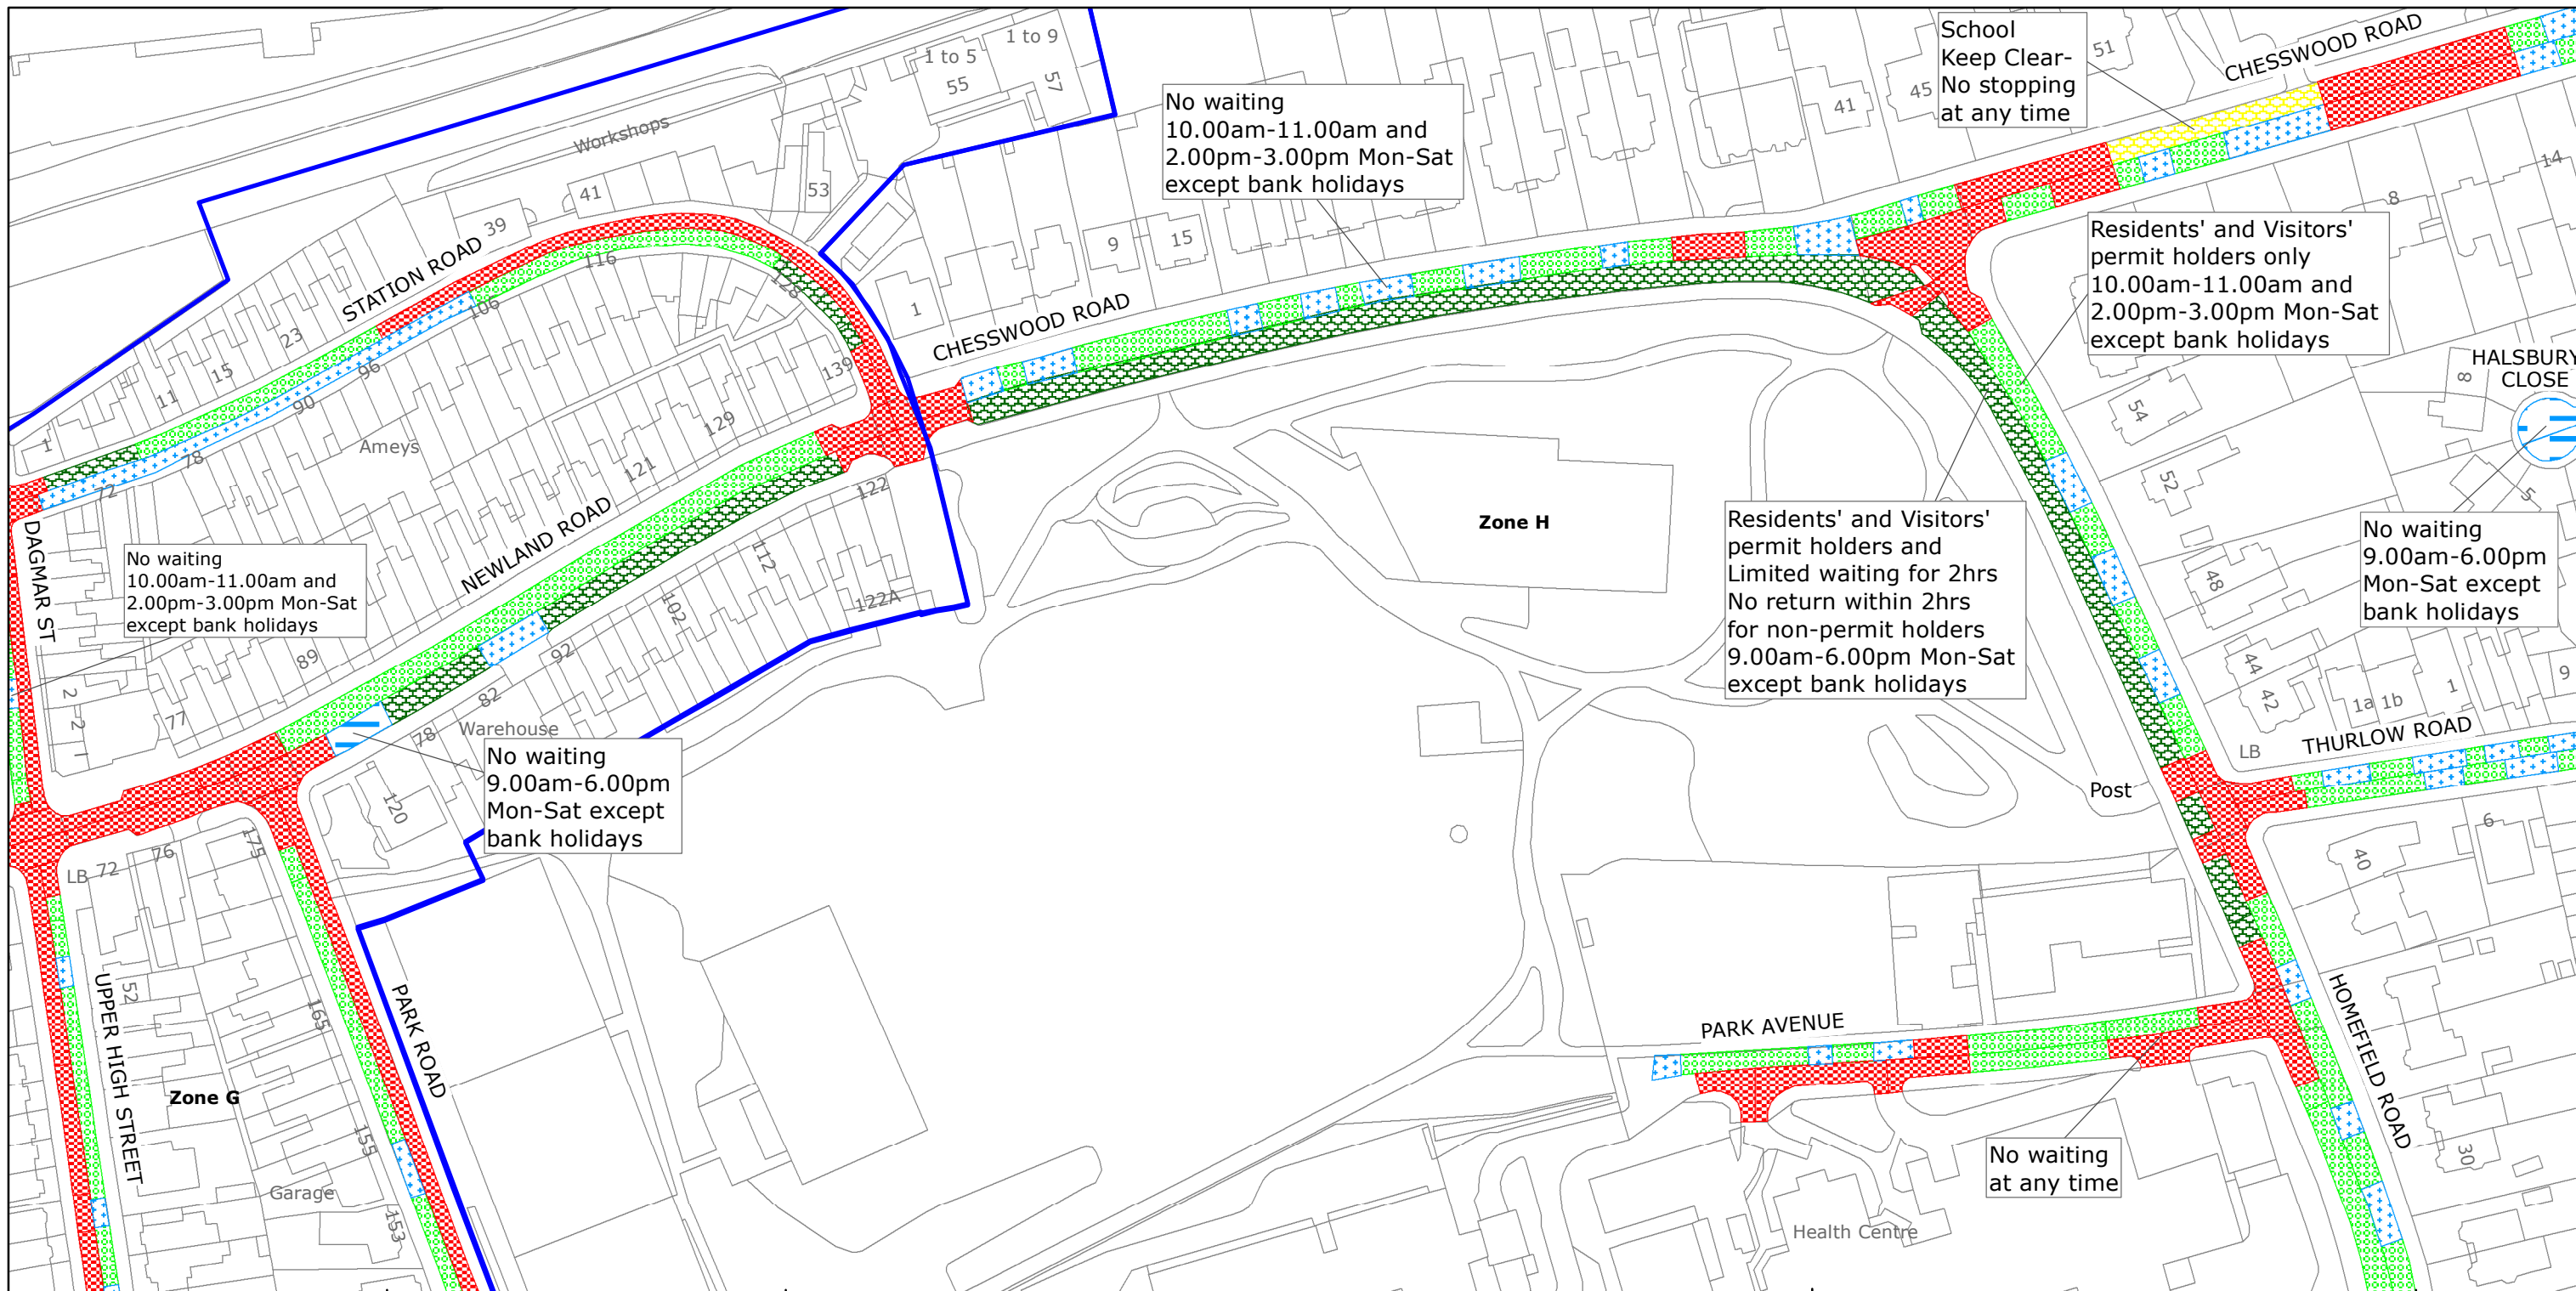 1 to 9
1 to 5
55
57
School
Keep Clear-
No stopping
at any time
51
CHESSWOOD ROAD
41
45
Workshops
No waiting
10.00am-11.00am and
2.00pm-3.00pm Mon-Sat
except bank holidays
14
8
53
41
39
STATION ROAD
116
128
106
96
90
78
72
23
15
11
1
9
15
1
CHESSWOOD ROAD
Residents' and Visitors'
permit holders only
10.00am-11.00am and
2.00pm-3.00pm Mon-Sat
except bank holidays
HALSBURY
CLOSE
8
5
54
52
48
44
42
139
129
121
Ameys
NEWLAND ROAD
122
112
102
122A
92
82
78
Warehouse
89
77
DAGMAR ST
2
2
1
No waiting
10.00am-11.00am and
2.00pm-3.00pm Mon-Sat
except bank holidays
Zone H
Residents' and Visitors'
permit holders and
Limited waiting for 2hrs
No return within 2hrs
for non-permit holders
9.00am-6.00pm Mon-Sat
except bank holidays
No waiting
9.00am-6.00pm
Mon-Sat except
bank holidays
1a 1b
1
9
THURLOW ROAD
LB
Post
6
40
No waiting
9.00am-6.00pm
Mon-Sat except
bank holidays
120
175
76
72
LB
52
165
155
153
UPPER HIGH STREET
Zone G
PARK ROAD
Garage
PARK AVENUE
HOMEFIELD ROAD
30
No waiting
at any time
Health Centre